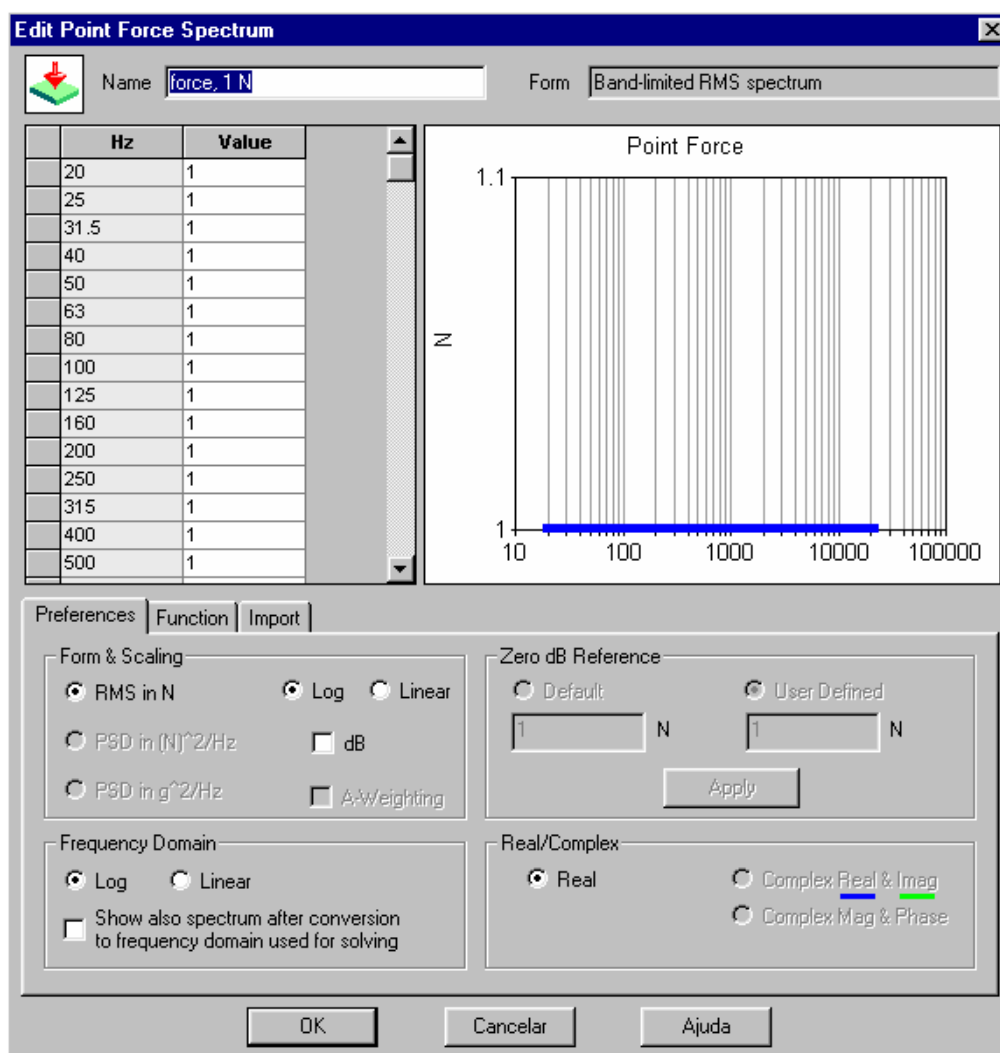 Edit Point Force Spectrum
Name force, 1 N Form Band-limited RMS spectrum
Hz Value
20 1
25 1
31.5 1
40 1
50 1
63 1
80 1
100 1
125 1
160 1
200 1
250 1
315 1
400 1
500 1
Point Force
1.1
N
1
10 100 1000 10000 100000
Preferences Function Import
Form & Scaling
RMS in N Log Linear
PSD in (N)^2/Hz dB
PSD in g^2/Hz A-Weighting
Zero dB Reference
Default User Defined
1 N 1 N
Apply
Frequency Domain
Log Linear
Show also spectrum after conversion
to frequency domain used for solving
Real/Complex
Real Complex Real & Imag
Complex Mag & Phase
OK Cancelar Ajuda